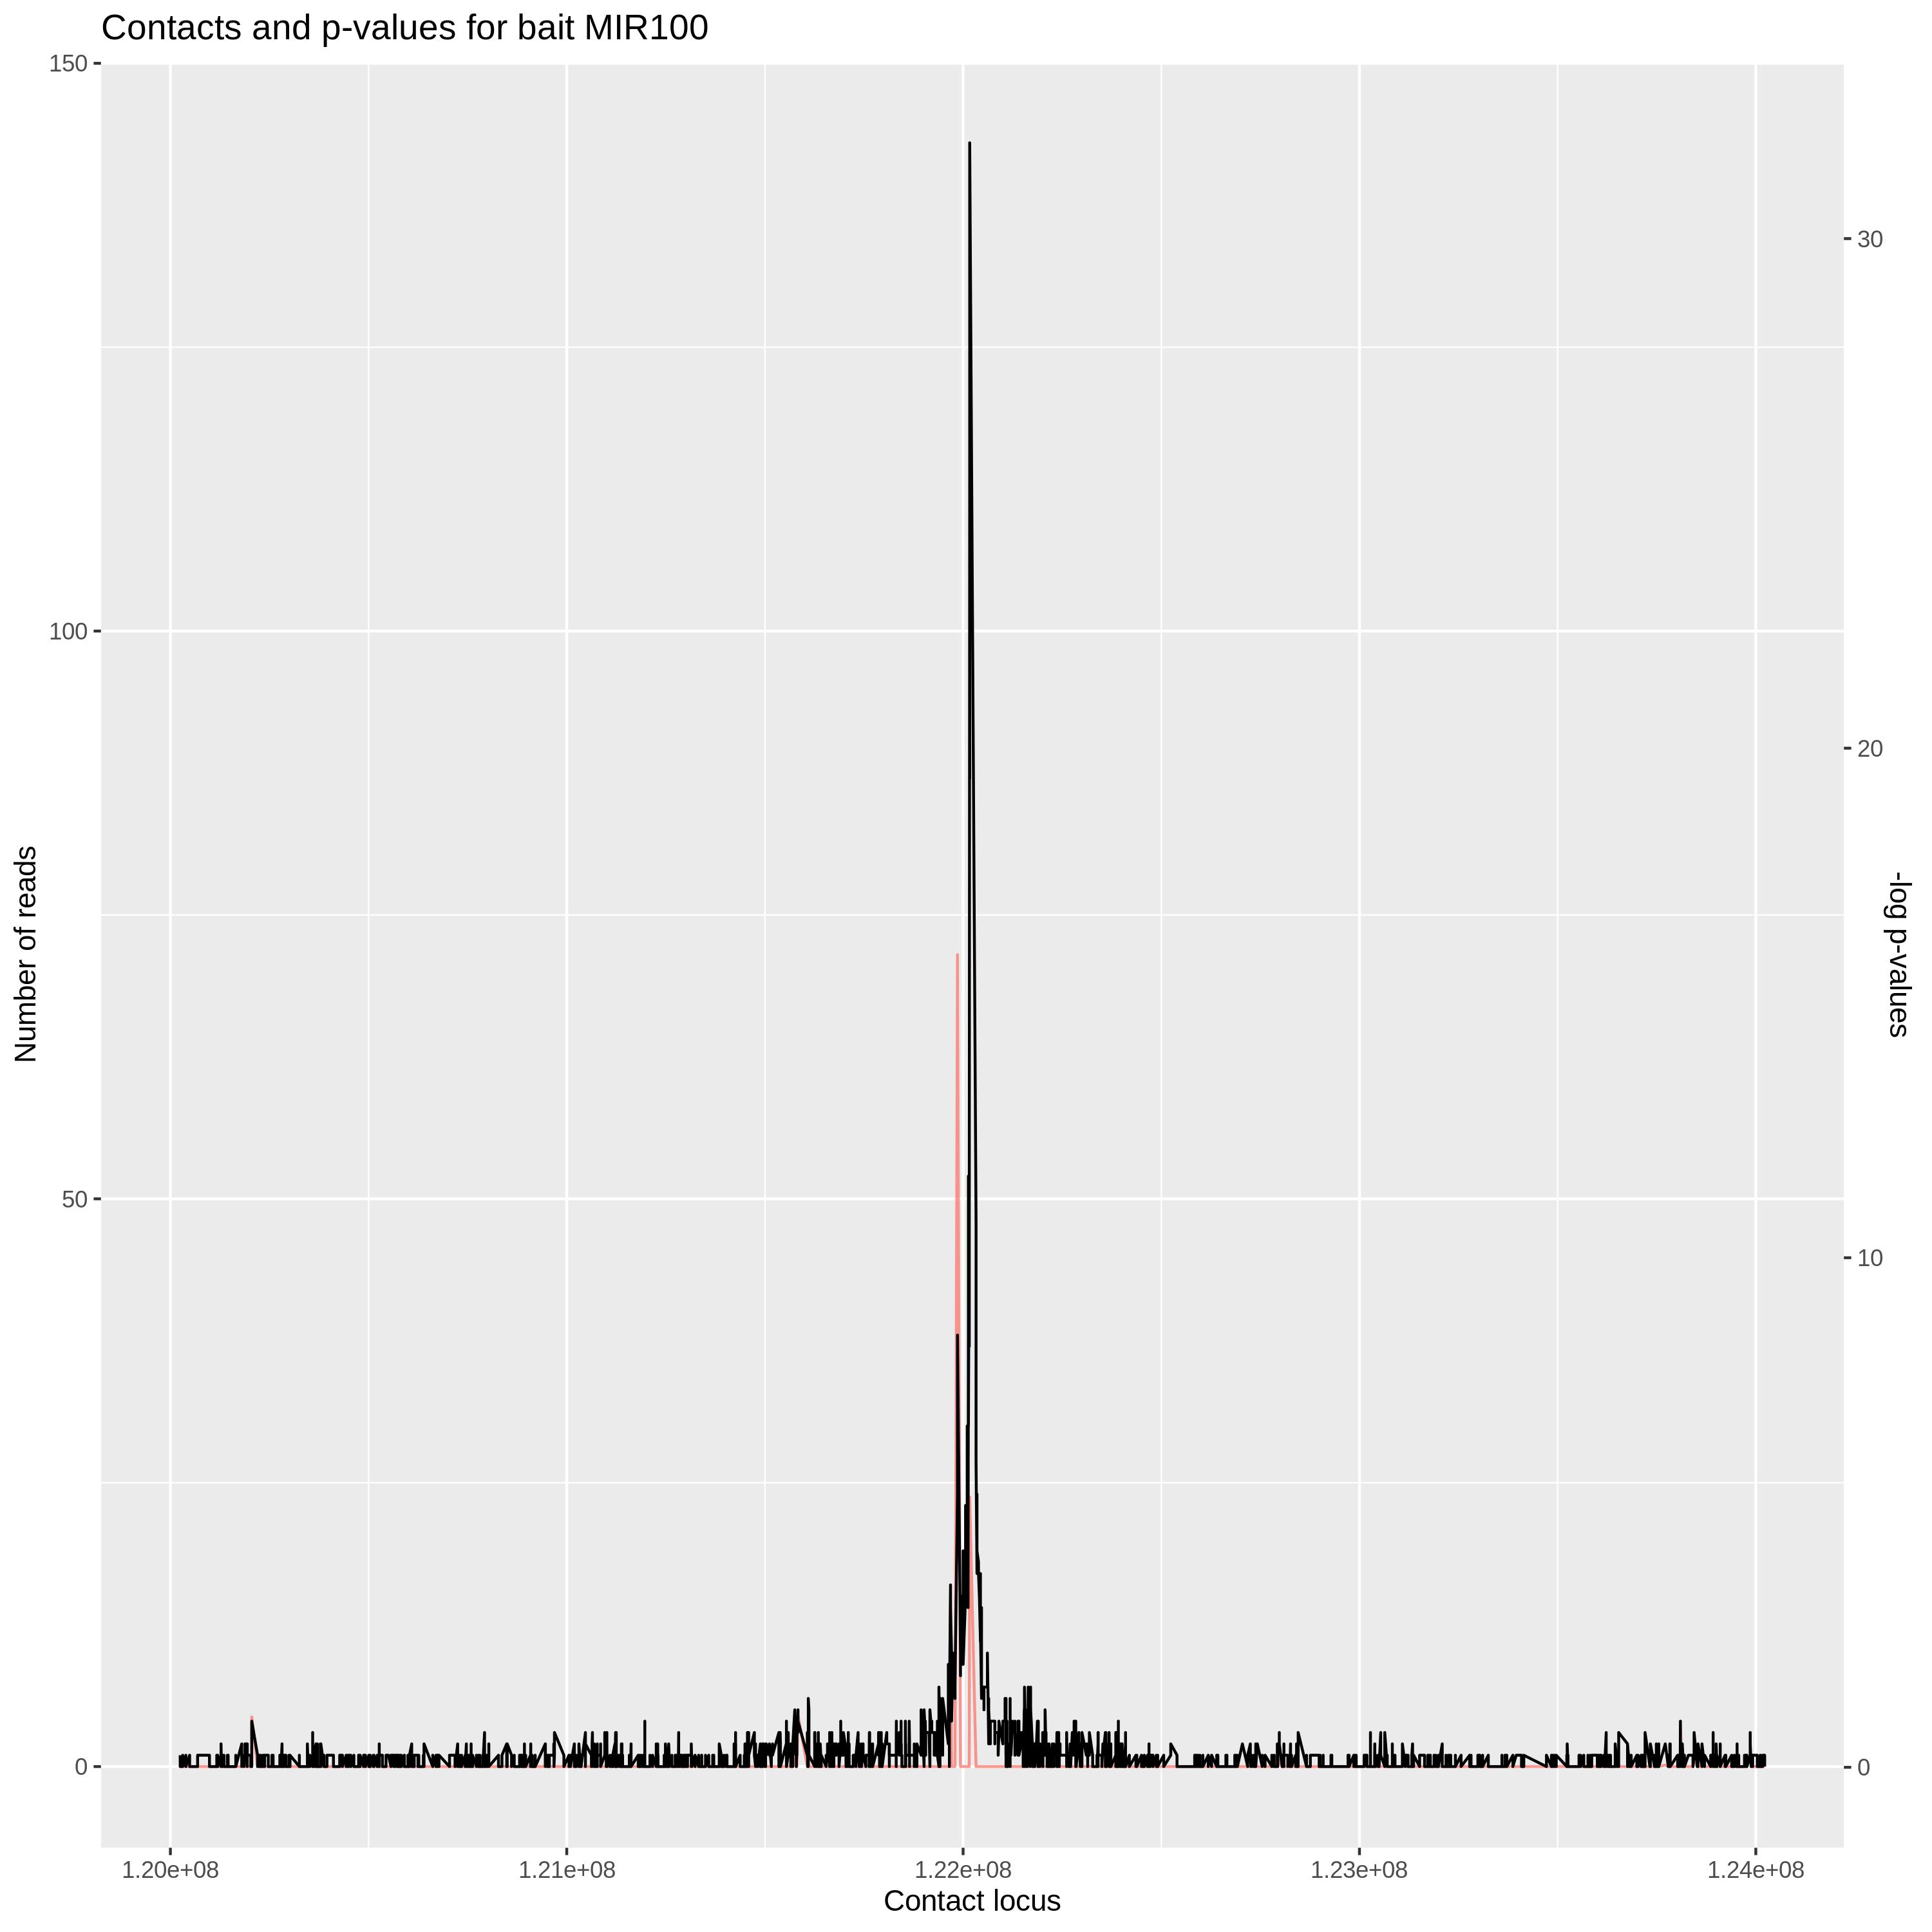 Contacts and p-values for bait MIR100
150
100
50
0
Number of reads
30
20
10
0
-log p-values
1.20e+08
1.21e+08
1.22e+08
1.23e+08
1.24e+08
Contact locus